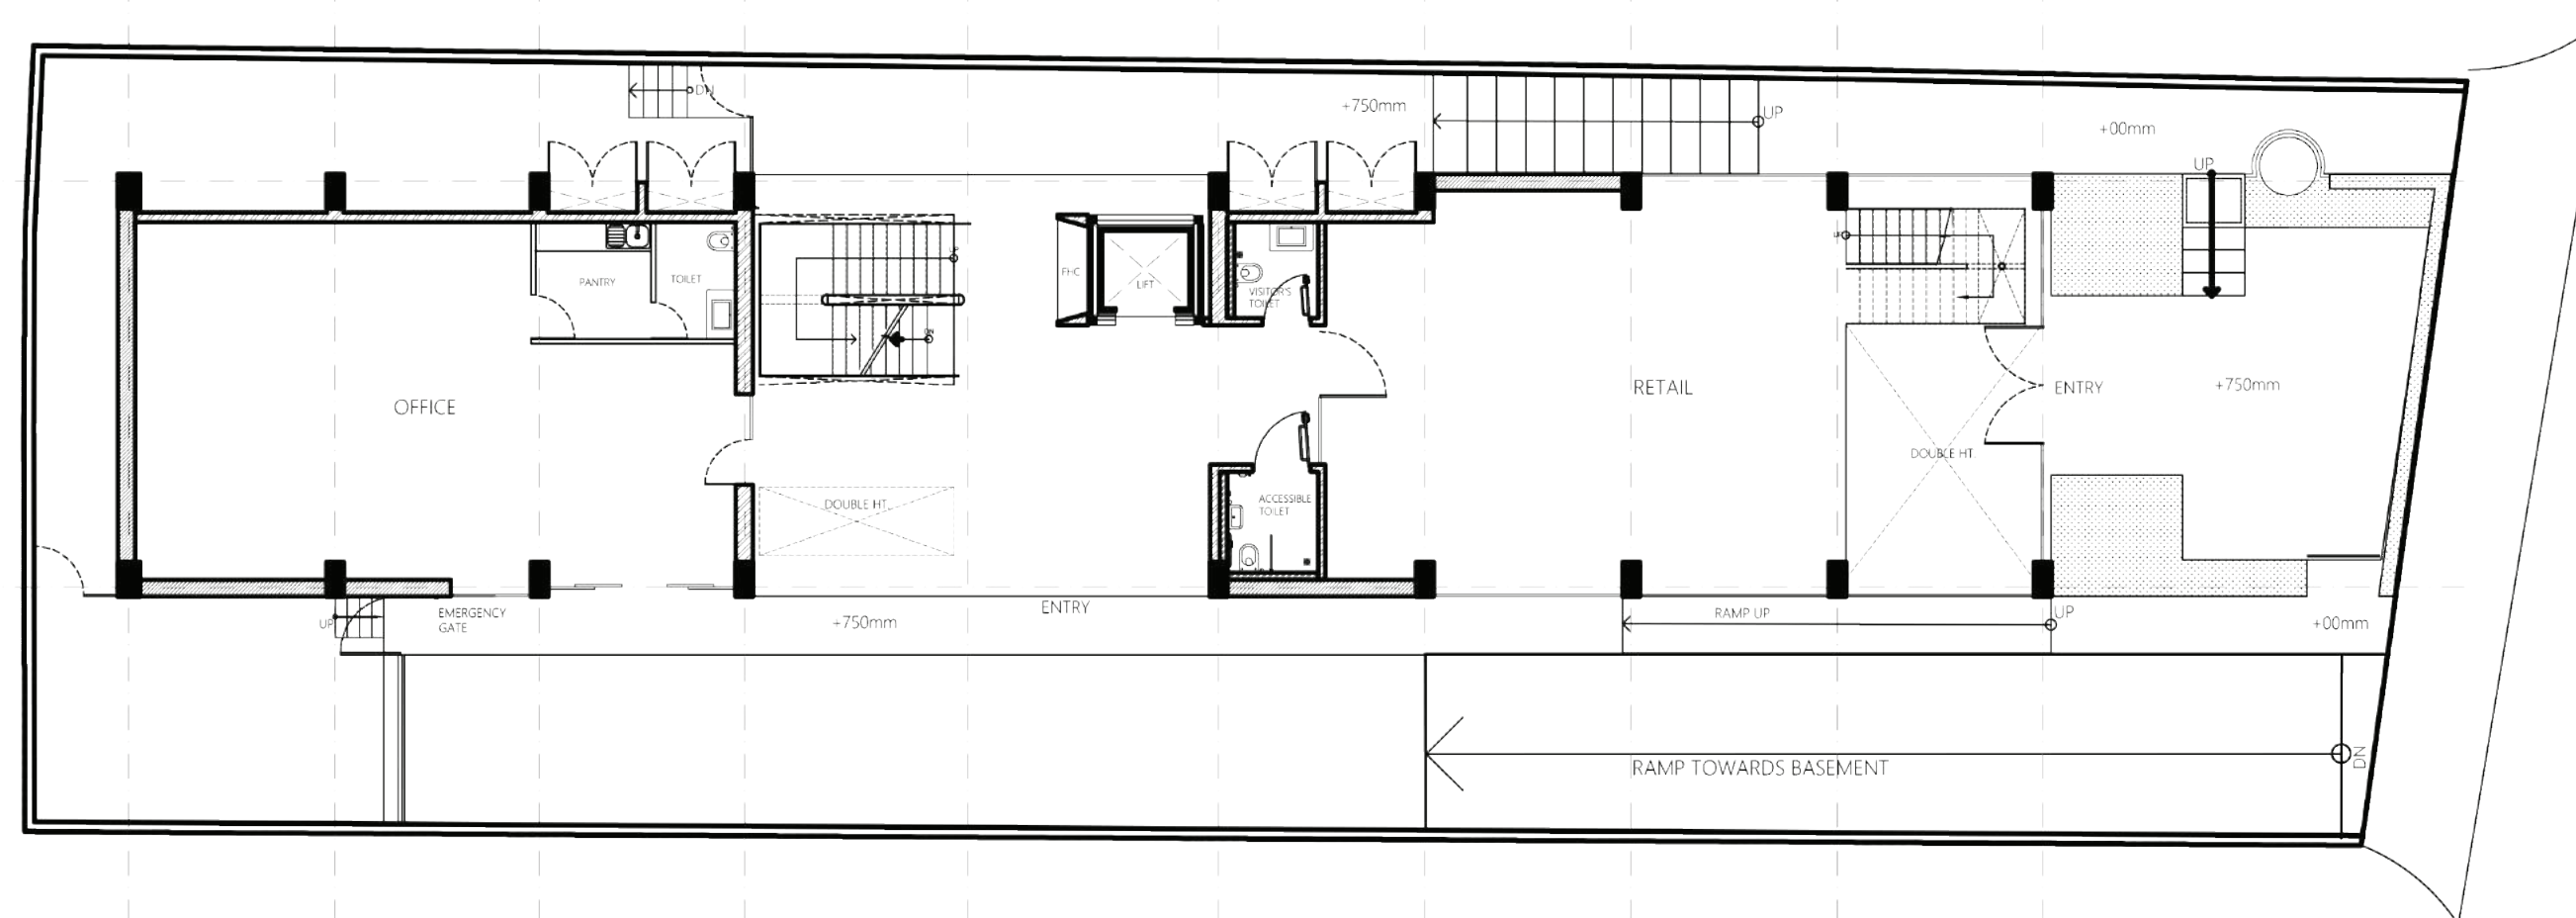 DN
+750mm
UP
+00mm
UP
PANTRY
TOILET
FHC
LIFT
VISITOR'S
TOILET
DN
OFFICE
RETAIL
ENTRY
+750mm
DOUBLE HT.
DOUBLE HT.
ACCESSIBLE
TOILET
UP
EMERGENCY
GATE
+750mm
ENTRY
RAMP UP
UP
+00mm
RAMP TOWARDS BASEMENT
DN